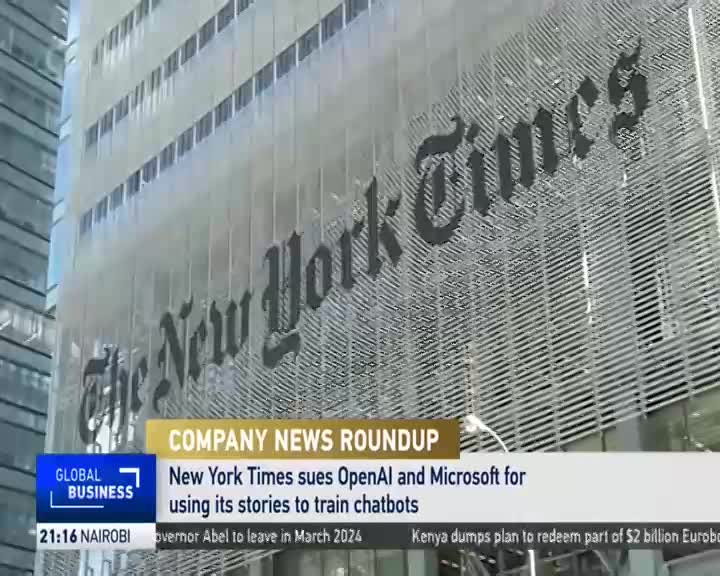 The New York Times
COMPANY NEWS ROUNDUP
GLOBAL
BUSINESS
New York Times sues OpenAI and Microsoft for
using its stories to train chatbots
21:16 NAIROBI
Abel to leave in March 2024
Kenya dumps plan to redeem part of $2 billion